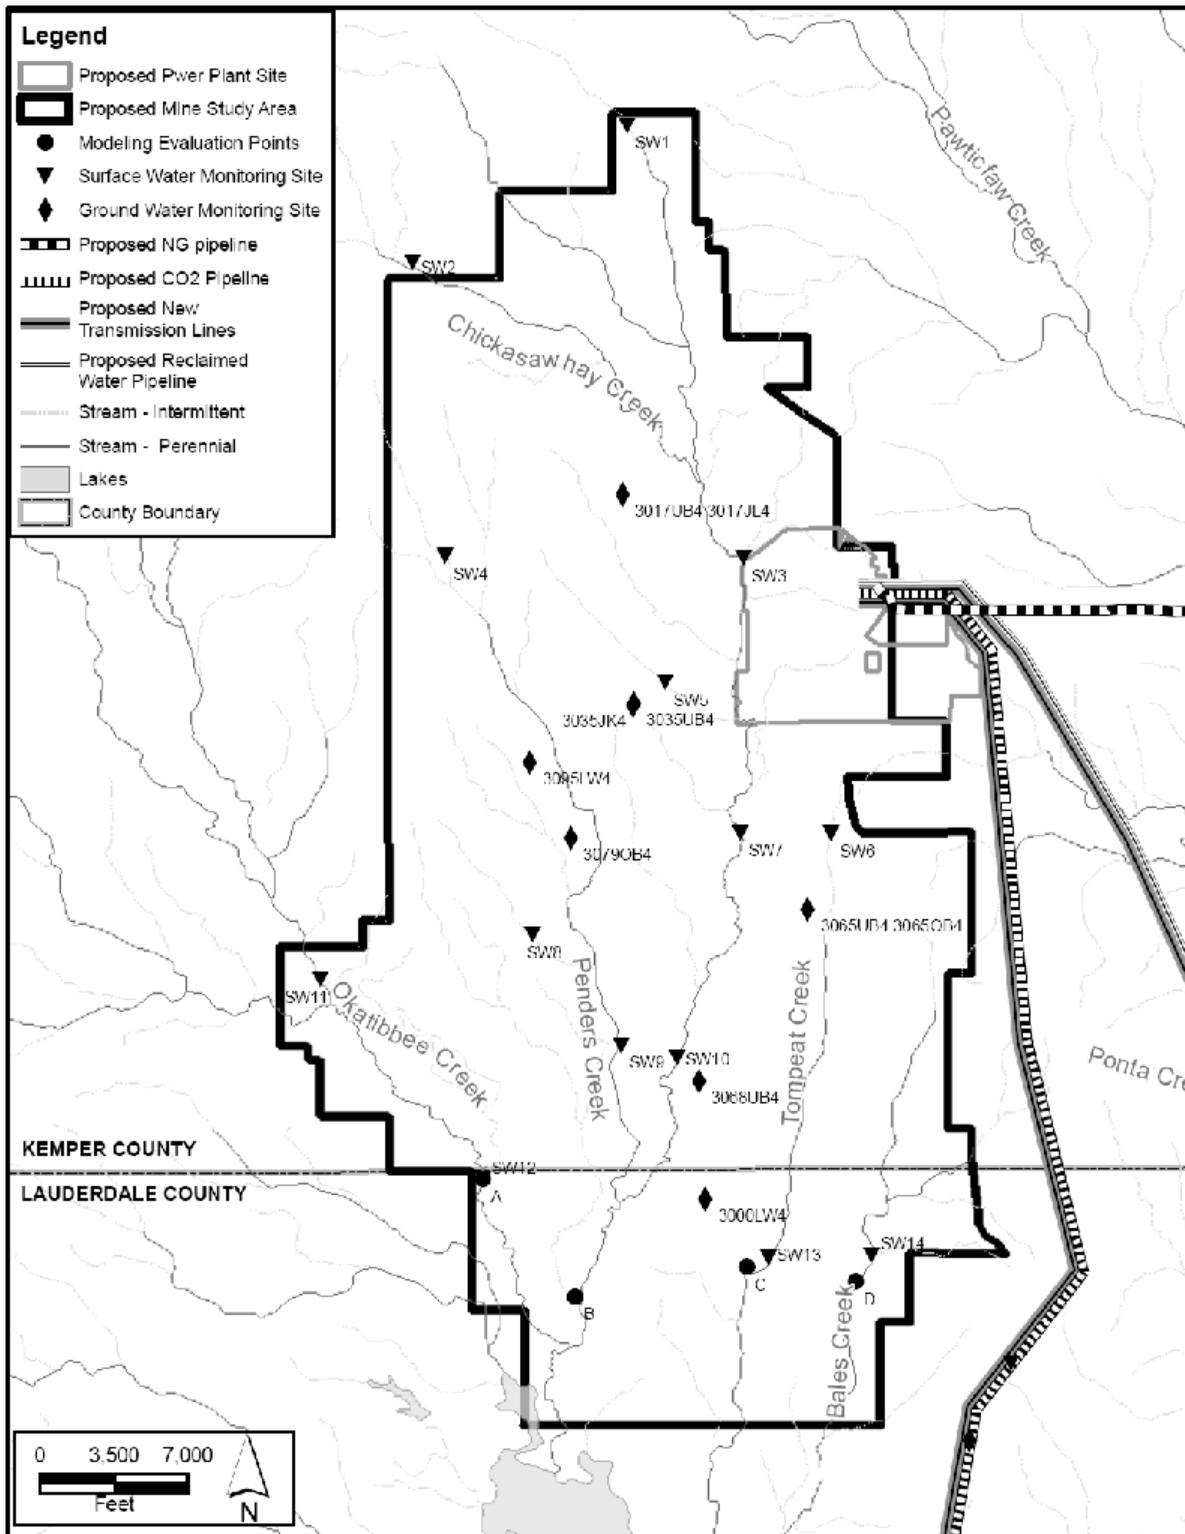 Legend
Proposed Pwer Plant Site
Proposed Mine Study Area
Modeling Evaluation Points
Surface Water Monitoring Site
Ground Water Monitoring Site
Proposed NG pipeline
Proposed CO2 Pipeline
Proposed New
Transmission Lines
Proposed Reclaimed
Water Pipeline
Stream - Intermittent
Stream - Perennial
Lakes
County Boundary
SW1
Pawticfaw Creek
SW2
Chickasawhay Creek
3017UB4 3017JL4
SW4
SW3
SW5
3035JK4 3035UB4
3095LW4
SW7
SW6
3079OB4
3065UB4 3065OB4
SW8
SW11
Okatibbee Creek
Penders Creek
Tompeat Creek
SW9
SW10
Ponta Cre
3068UB4
KEMPER COUNTY
SW12
LAUDERDALE COUNTY
A
3000LW4
SW13
SW14
C
D
B
Bales Creek
0 3,500 7,000
Feet
N